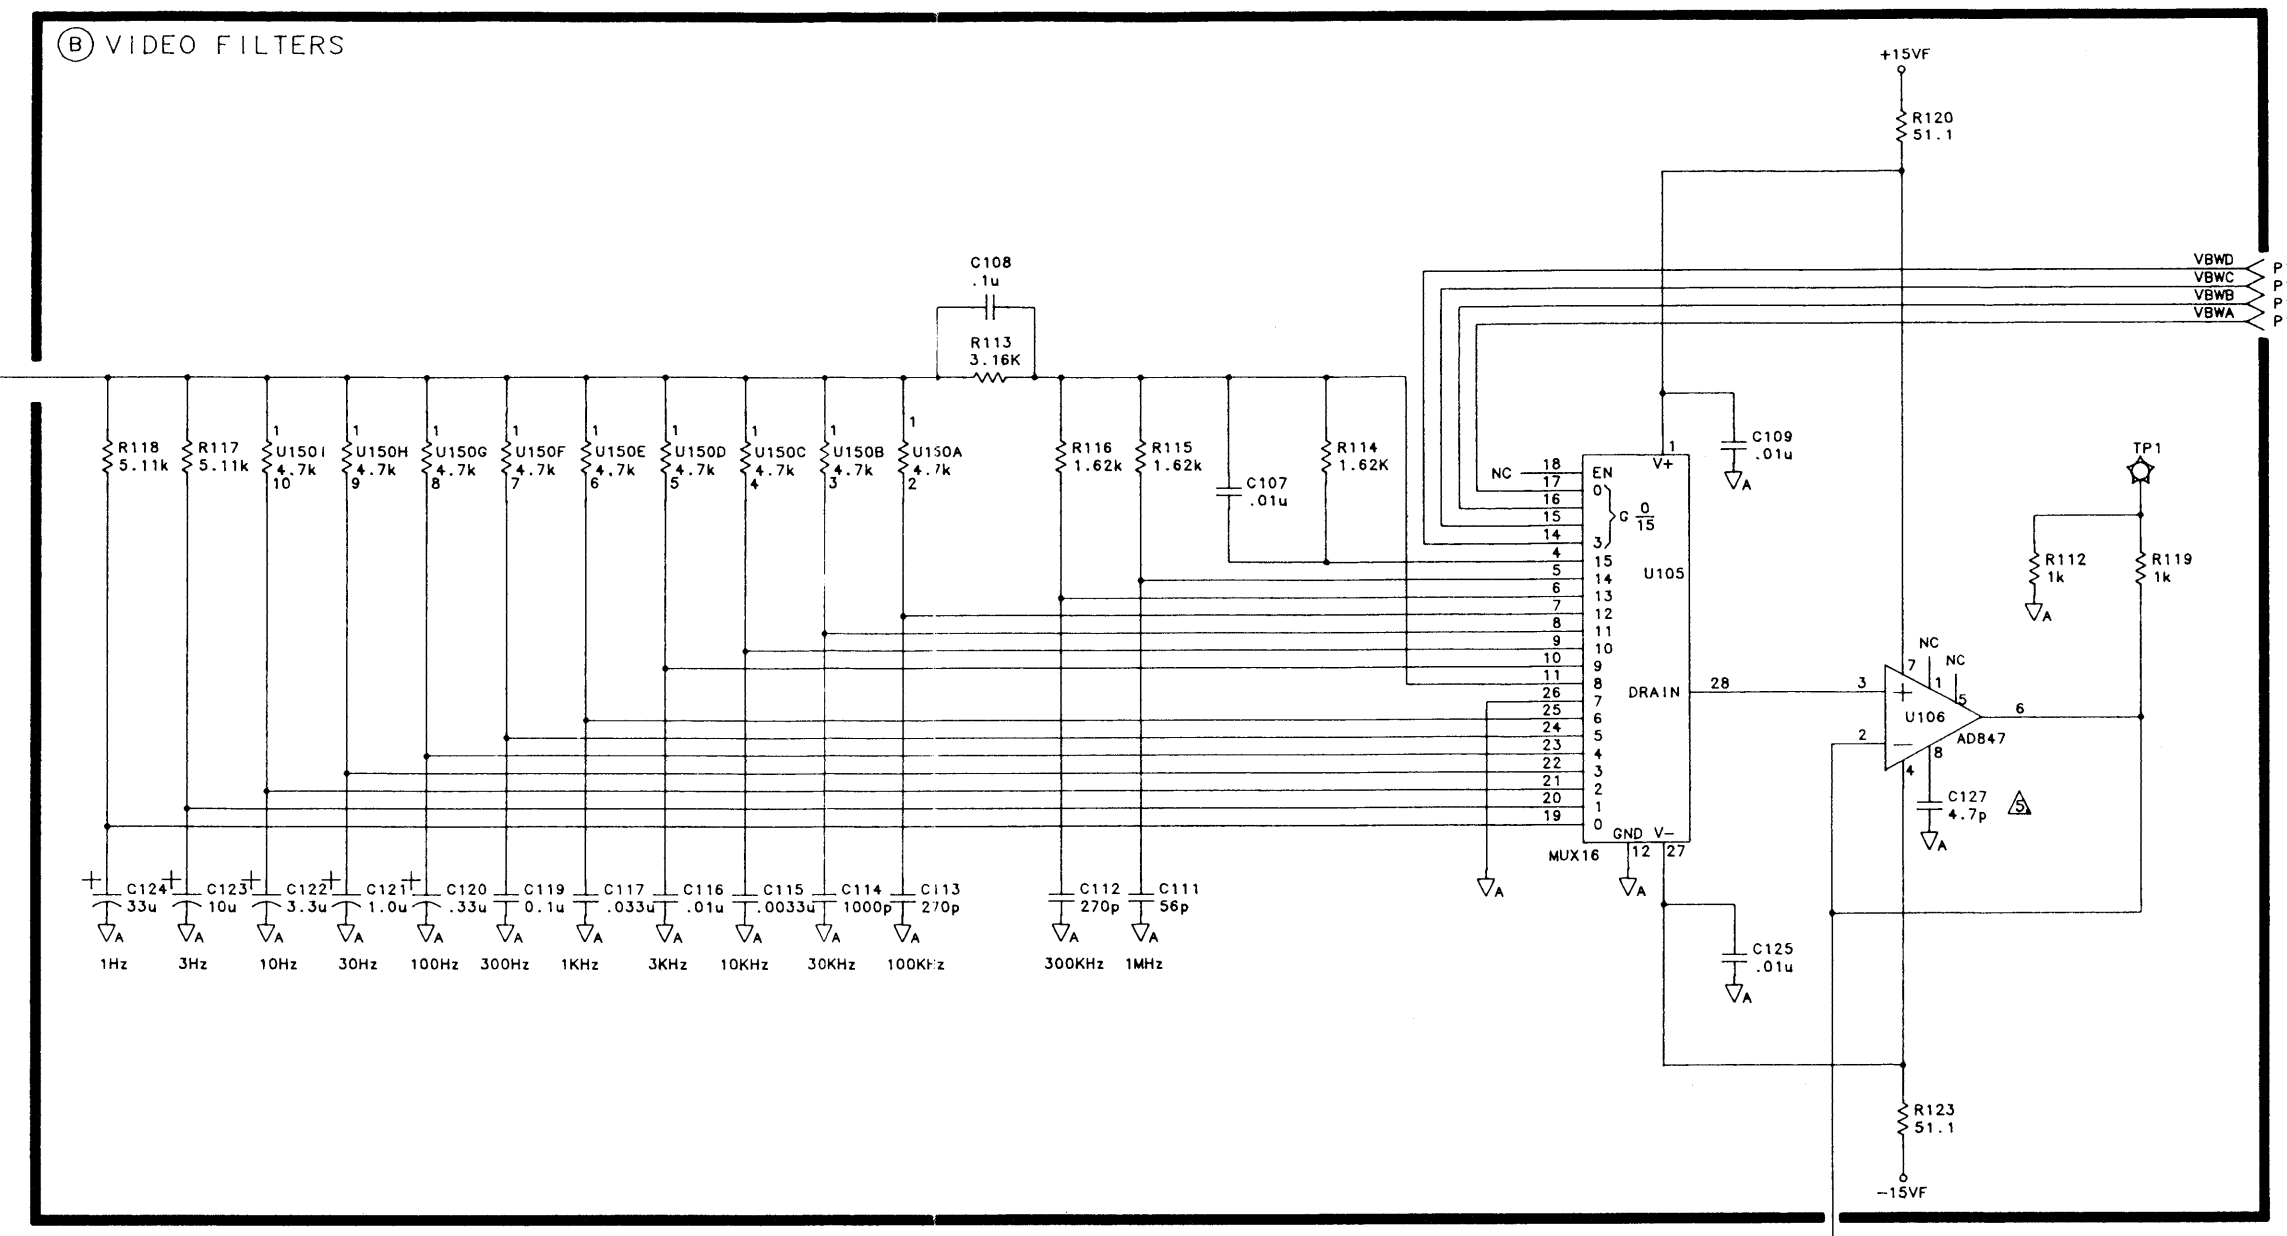 B VIDEO FILTERS
+15VF
R120
51.1
VBWD
VBWC
VBWB
VBWA
P
P
P
P
C108
.1u
R113
3.16K
R118
5.11k
R117
5.11k
1
U150I
4.7k
10
1
U150H
4.7k
9
1
U150G
4.7k
8
1
U150F
4.7k
7
1
U150E
4.7k
6
1
U150D
4.7k
5
1
U150C
4.7k
4
1
U150B
4.7k
3
1
U150A
4.7k
2
R116
1.62k
R115
1.62k
C107
.01u
R114
1.62K
C109
.01u
A
TP1
R112
1k
A
R119
1k
1
V+
NC 18 EN
17 0
16
15
14 3
G 0/15
4 15
5 14
6 13
7 12
8 11
9 10
10 9
11 8
26 7
25 6
24 5
23 4
22 3
21 2
20 1
19 0
U105
DRAIN 28
GND V-
MUX16 12 27
A
A
3 +
2 -
7
NC
1
NC
5
U106
6
AD847
8
4
C127
4.7p
5
A
+ C124
33u
A
1Hz
+ C123
10u
A
3Hz
+ C122
3.3u
A
10Hz
+ C121
1.0u
A
30Hz
+ C120
.33u
A
100Hz
C119
0.1u
A
300Hz
C117
.033u
A
1KHz
C116
.01u
A
3KHz
C115
.0033u
A
10KHz
C114
1000p
A
30KHz
C113
270p
A
100KHz
C112
270p
A
300KHz
C111
56p
A
1MHz
C125
.01u
A
R123
51.1
-15VF